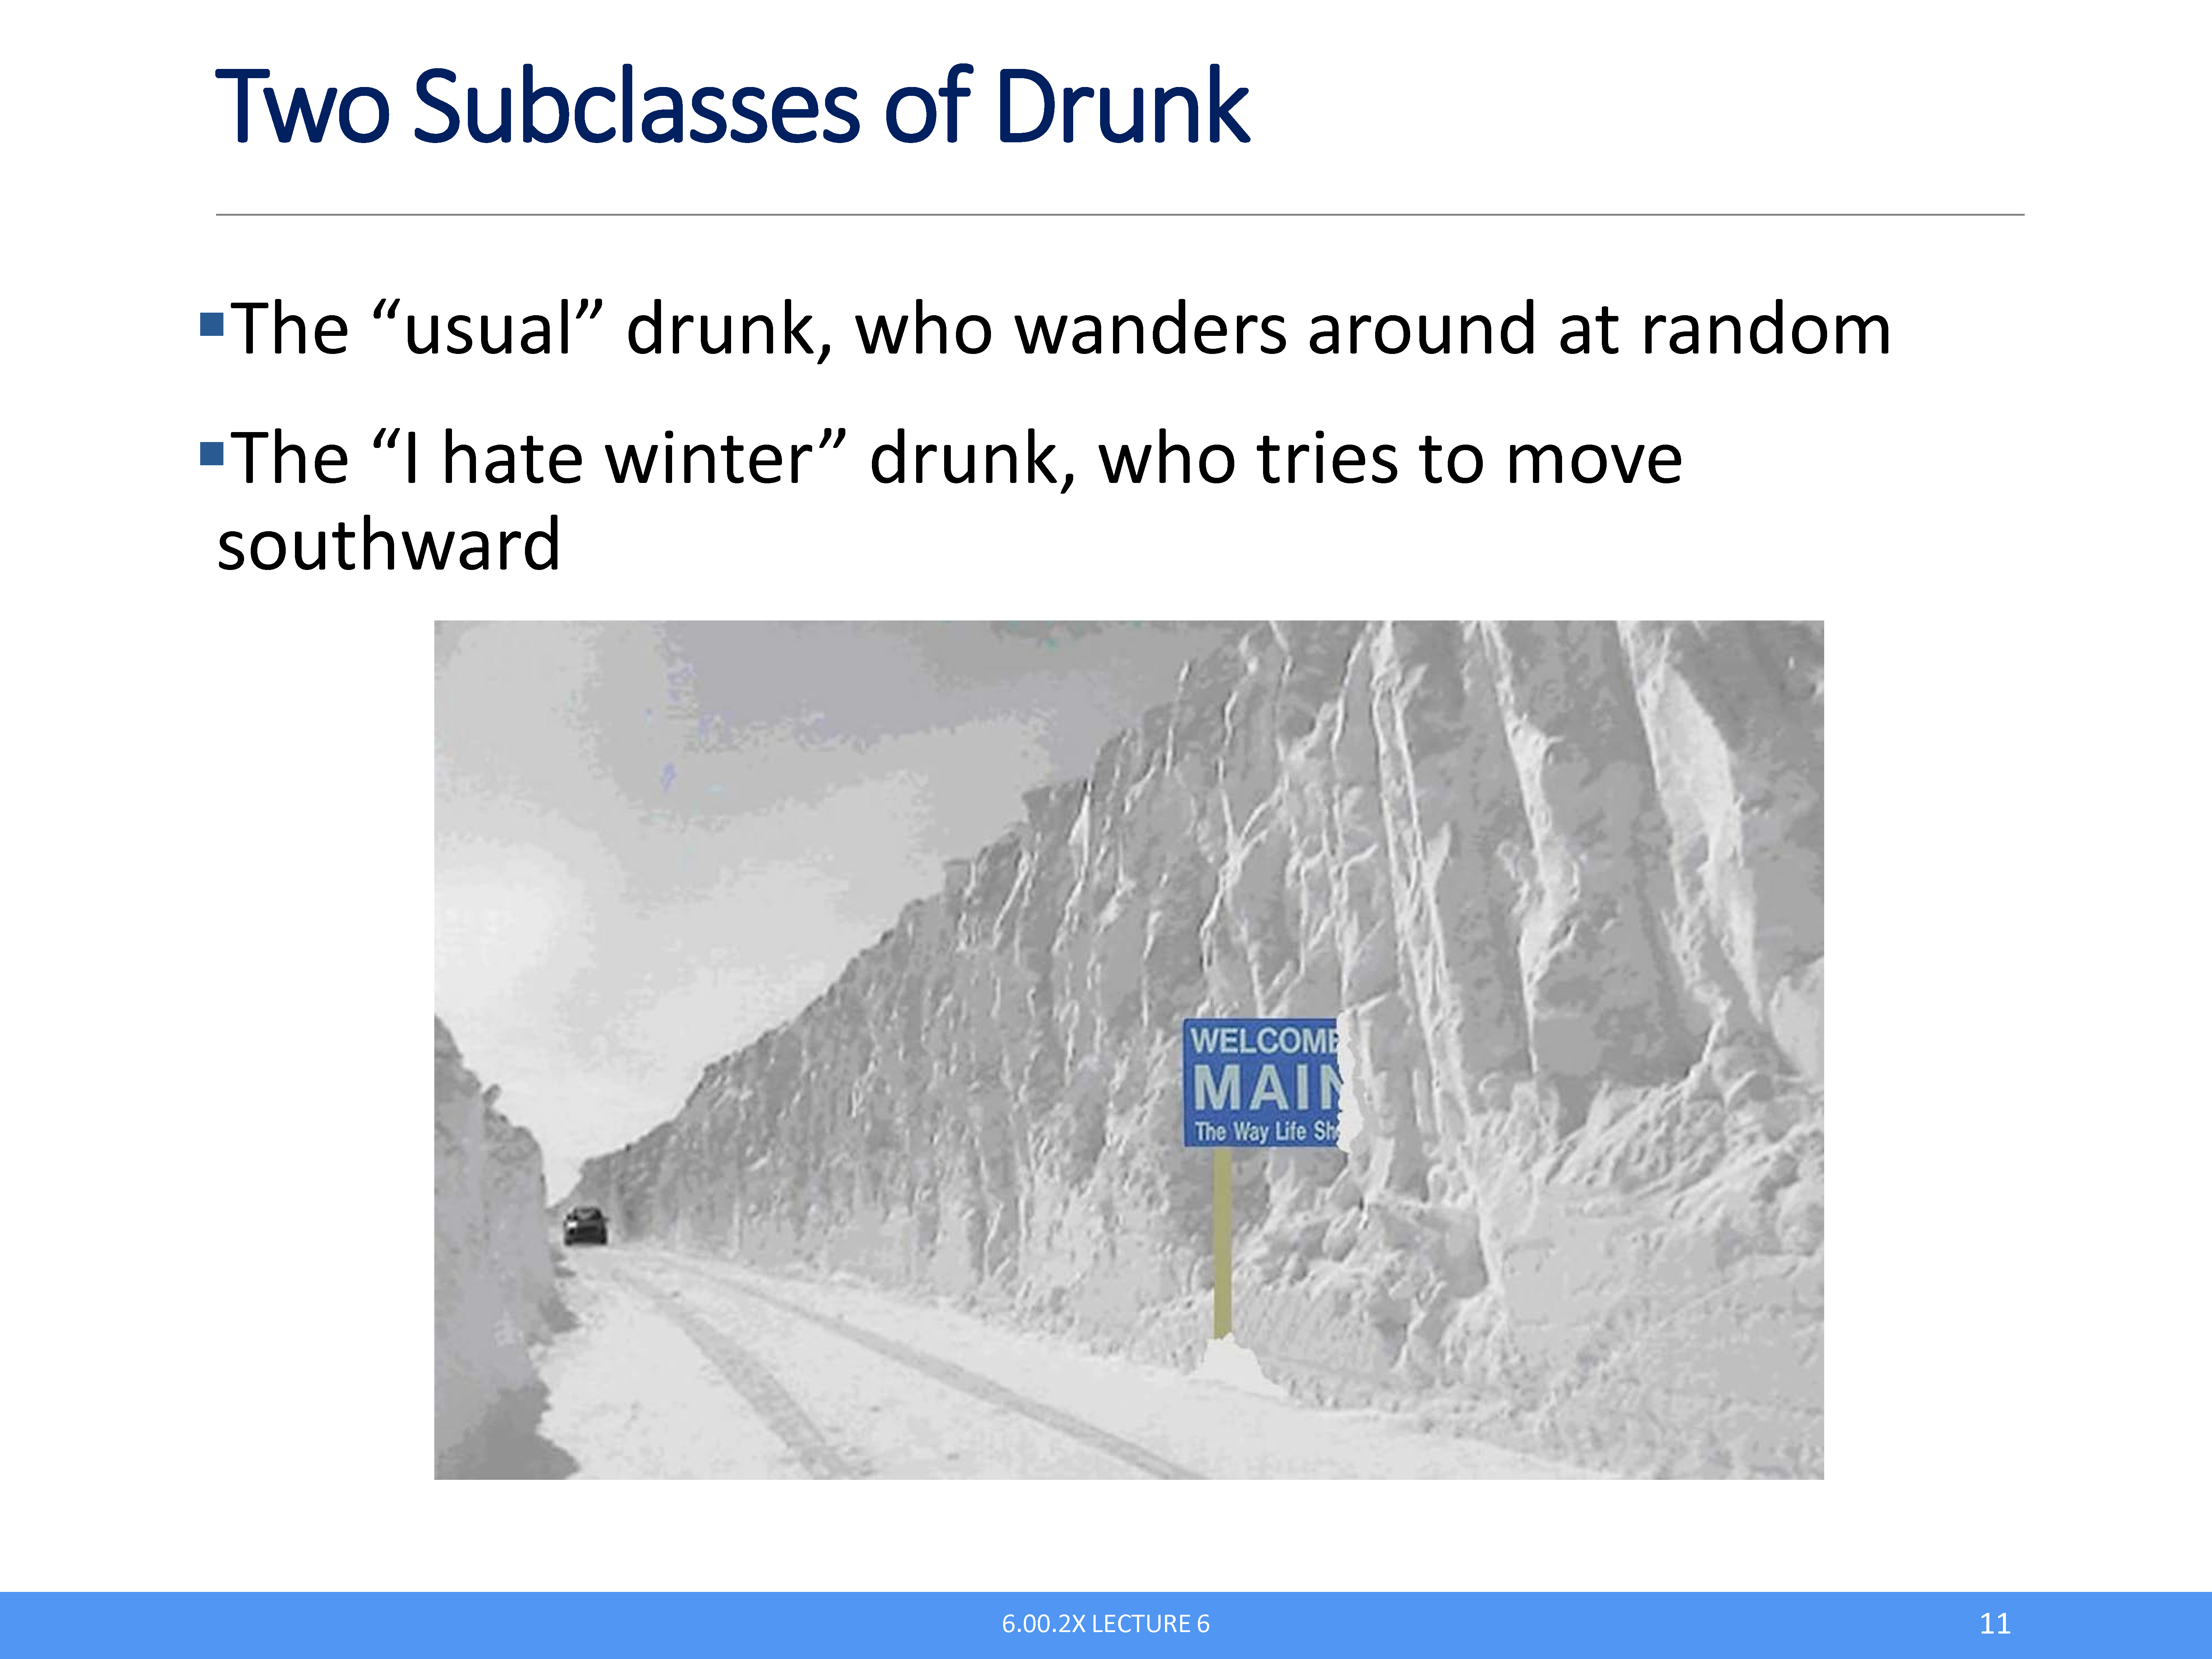 Two Subclasses of Drunk
▪The “usual” drunk, who wanders around at random
▪The “I hate winter” drunk, who tries to move
southward
WELCOME
MAIN
The Way Life Sh
6.00.2X LECTURE 6
11